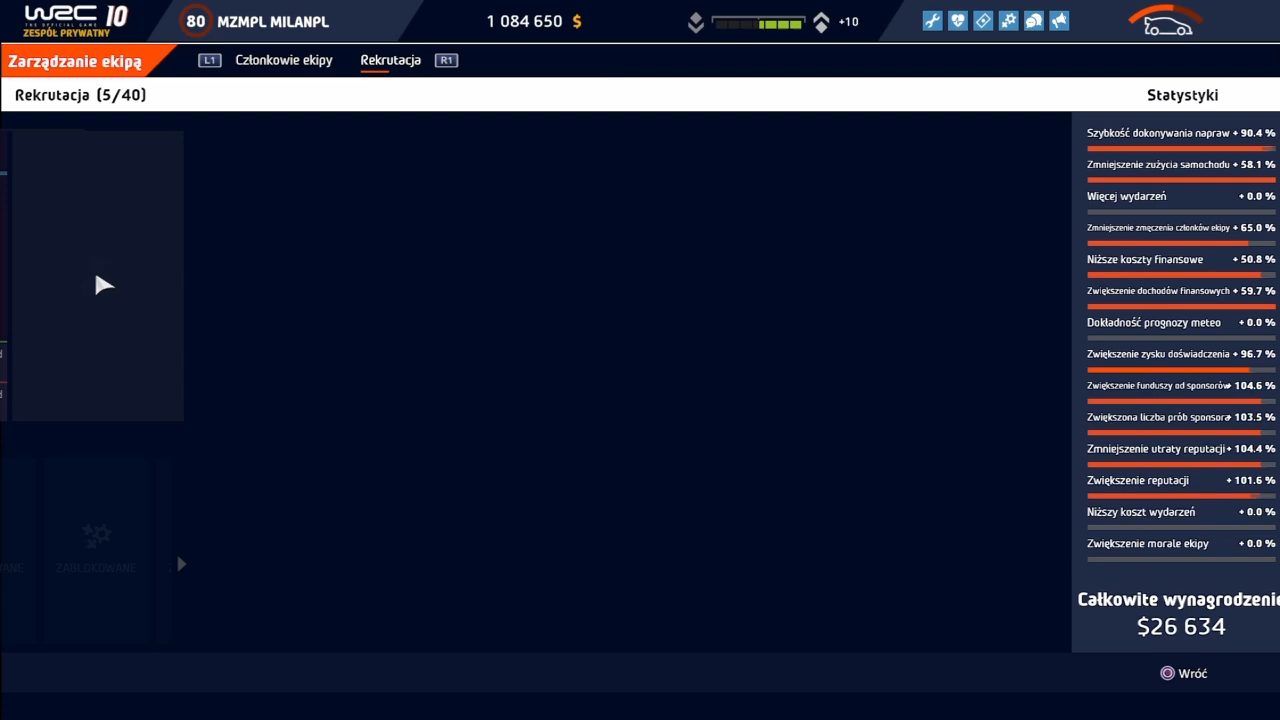 WRC 10
THE OFFICIAL GAME
ZESPÓŁ PRYWATNY
80 MZMPL MILANPL
1 084 650 $
+10
Zarządzanie ekipą
L1 Członkowie ekipy Rekrutacja R1
Rekrutacja (5/40)
Statystyki
Szybkość dokonywania napraw + 90.4 %
Zmniejszenie zużycia samochodu + 58.1 %
Więcej wydarzeń + 0.0 %
Zmniejszenie zmęczenia członków ekipy + 65.0 %
Niższe koszty finansowe + 50.8 %
Zwiększenie dochodów finansowych + 59.7 %
Dokładność prognozy meteo + 0.0 %
Zwiększenie zysku doświadczenia + 96.7 %
Zwiększenie funduszy od sponsorów + 104.6 %
Zwiększona liczba prób sponsora + 103.5 %
Zmniejszenie utraty reputacji + 104.4 %
Zwiększenie reputacji + 101.6 %
Niższy koszt wydarzeń + 0.0 %
Zwiększenie morale ekipy + 0.0 %
ZABLOKOWANE
Całkowite wynagrodzenie
$26 634
Wróć